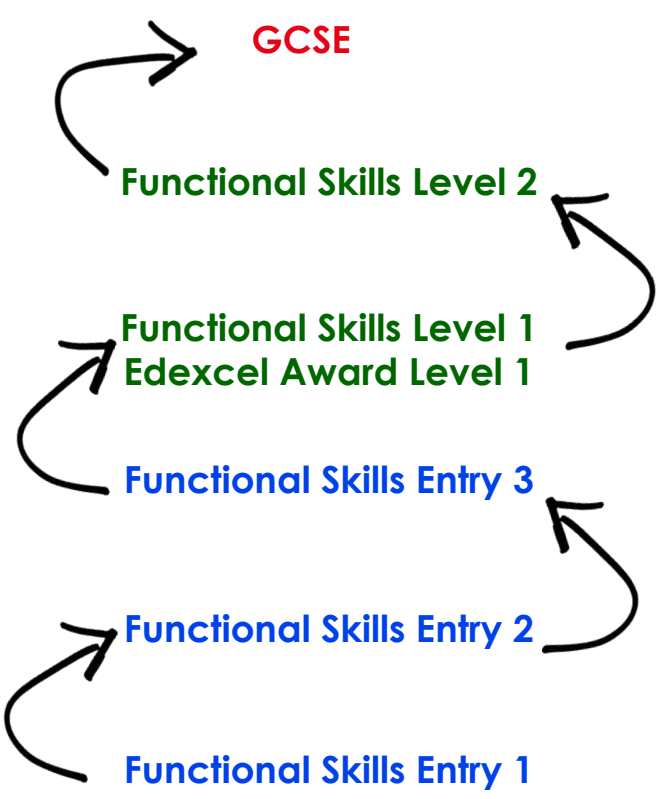 GCSE
Functional Skills Level 2
Functional Skills Level 1
Edexcel Award Level 1
Functional Skills Entry 3
Functional Skills Entry 2
Functional Skills Entry 1